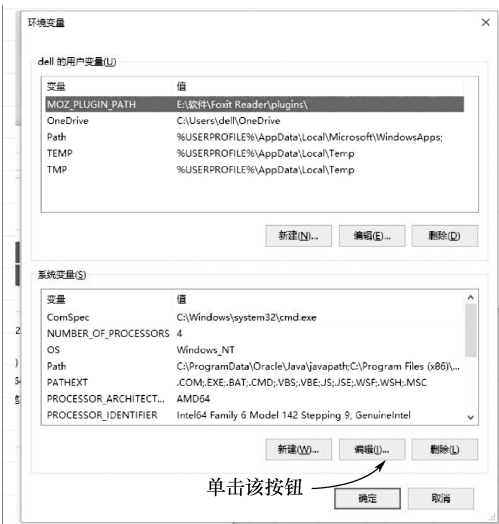 环境变量
dell 的用户变量(U)
变量 值
MOZ_PLUGIN_PATH E:\软件\Foxit Reader\plugins\
OneDrive C:\Users\dell\OneDrive
Path %USERPROFILE%\AppData\Local\Microsoft\WindowsApps;
TEMP %USERPROFILE%\AppData\Local\Temp
TMP %USERPROFILE%\AppData\Local\Temp
新建(N)... 编辑(E)... 删除(D)
系统变量(S)
变量 值
ComSpec C:\Windows\system32\cmd.exe
NUMBER_OF_PROCESSORS 4
OS Windows_NT
Path C:\ProgramData\Oracle\Java\javapath;C:\Program Files (x86)\...
PATHEXT .COM;.EXE;.BAT;.CMD;.VBS;.VBE;.JS;.JSE;.WSF;.WSH;.MSC
PROCESSOR_ARCHITECT... AMD64
PROCESSOR_IDENTIFIER Intel64 Family 6 Model 142 Stepping 9, GenuineIntel
新建(W)... 编辑(I)... 删除(L)
单击该按钮
确定 取消